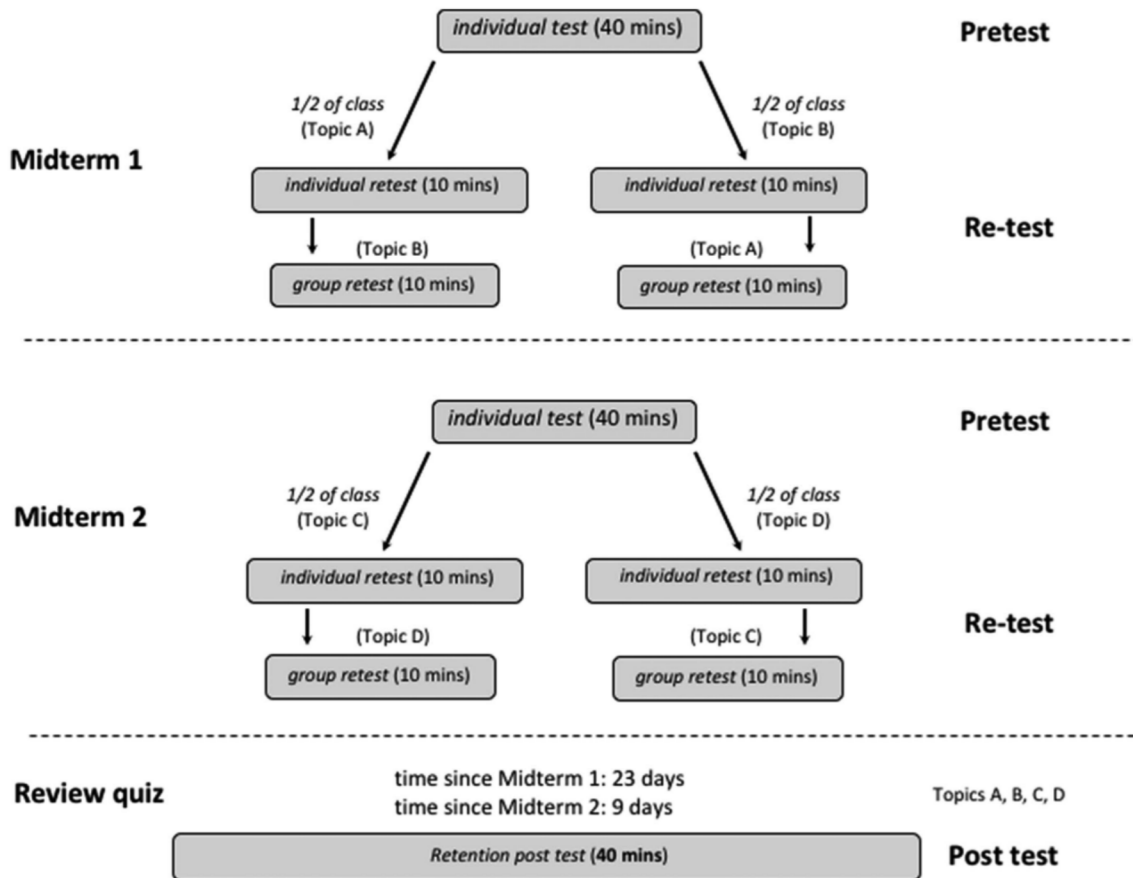 individual test (40 mins)
Pretest
1/2 of class
(Topic A)
1/2 of class
(Topic B)
Midterm 1
individual retest (10 mins)
individual retest (10 mins)
Re-test
(Topic B)
(Topic A)
group retest (10 mins)
group retest (10 mins)
individual test (40 mins)
Pretest
1/2 of class
(Topic C)
1/2 of class
(Topic D)
Midterm 2
individual retest (10 mins)
individual retest (10 mins)
Re-test
(Topic D)
(Topic C)
group retest (10 mins)
group retest (10 mins)
Review quiz
time since Midterm 1: 23 days
time since Midterm 2: 9 days
Topics A, B, C, D
Retention post test (40 mins)
Post test